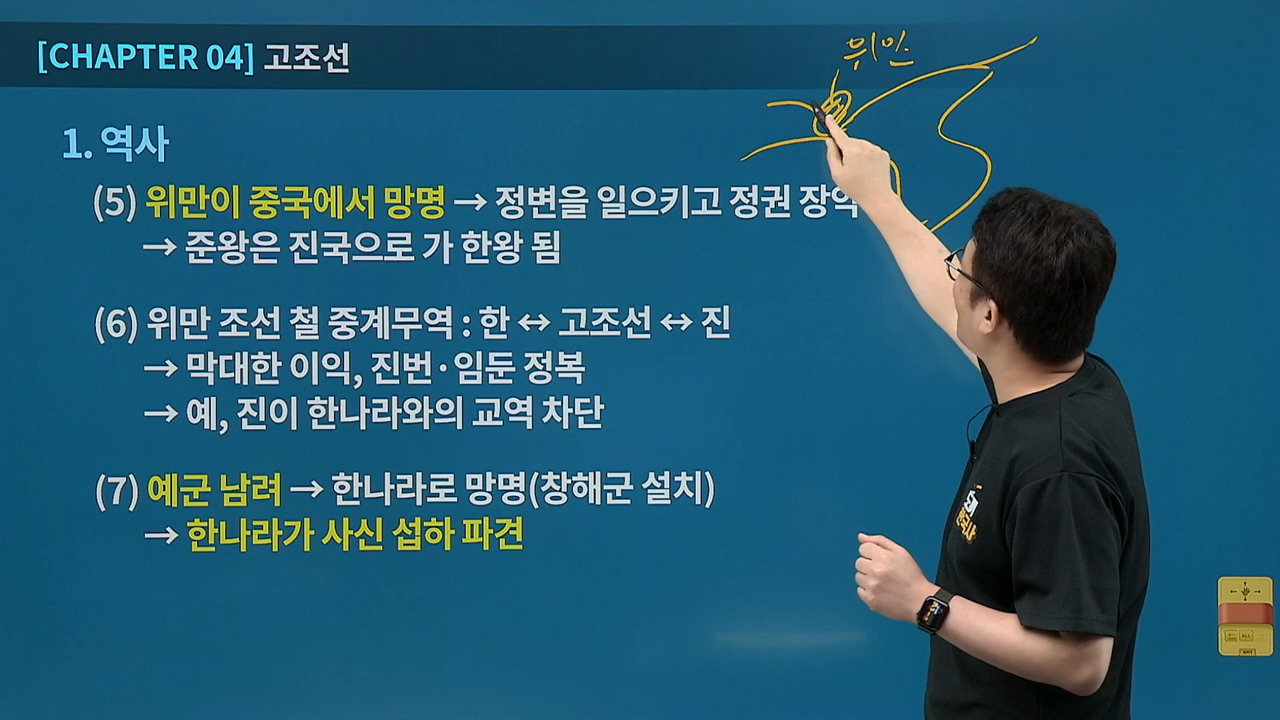 [CHAPTER 04] 고조선
위만
1. 역사
(5) 위만이 중국에서 망명 → 정변을 일으키고 정권 장악
→ 준왕은 진국으로 가 한왕 됨
(6) 위만 조선 철 중계무역 : 한 ↔ 고조선 ↔ 진
→ 막대한 이익, 진번·임둔 정복
→ 예, 진이 한나라와의 교역 차단
(7) 예군 남려 → 한나라로 망명(창해군 설치)
→ 한나라가 사신 섭하 파견
한국사
ALL
EXIT